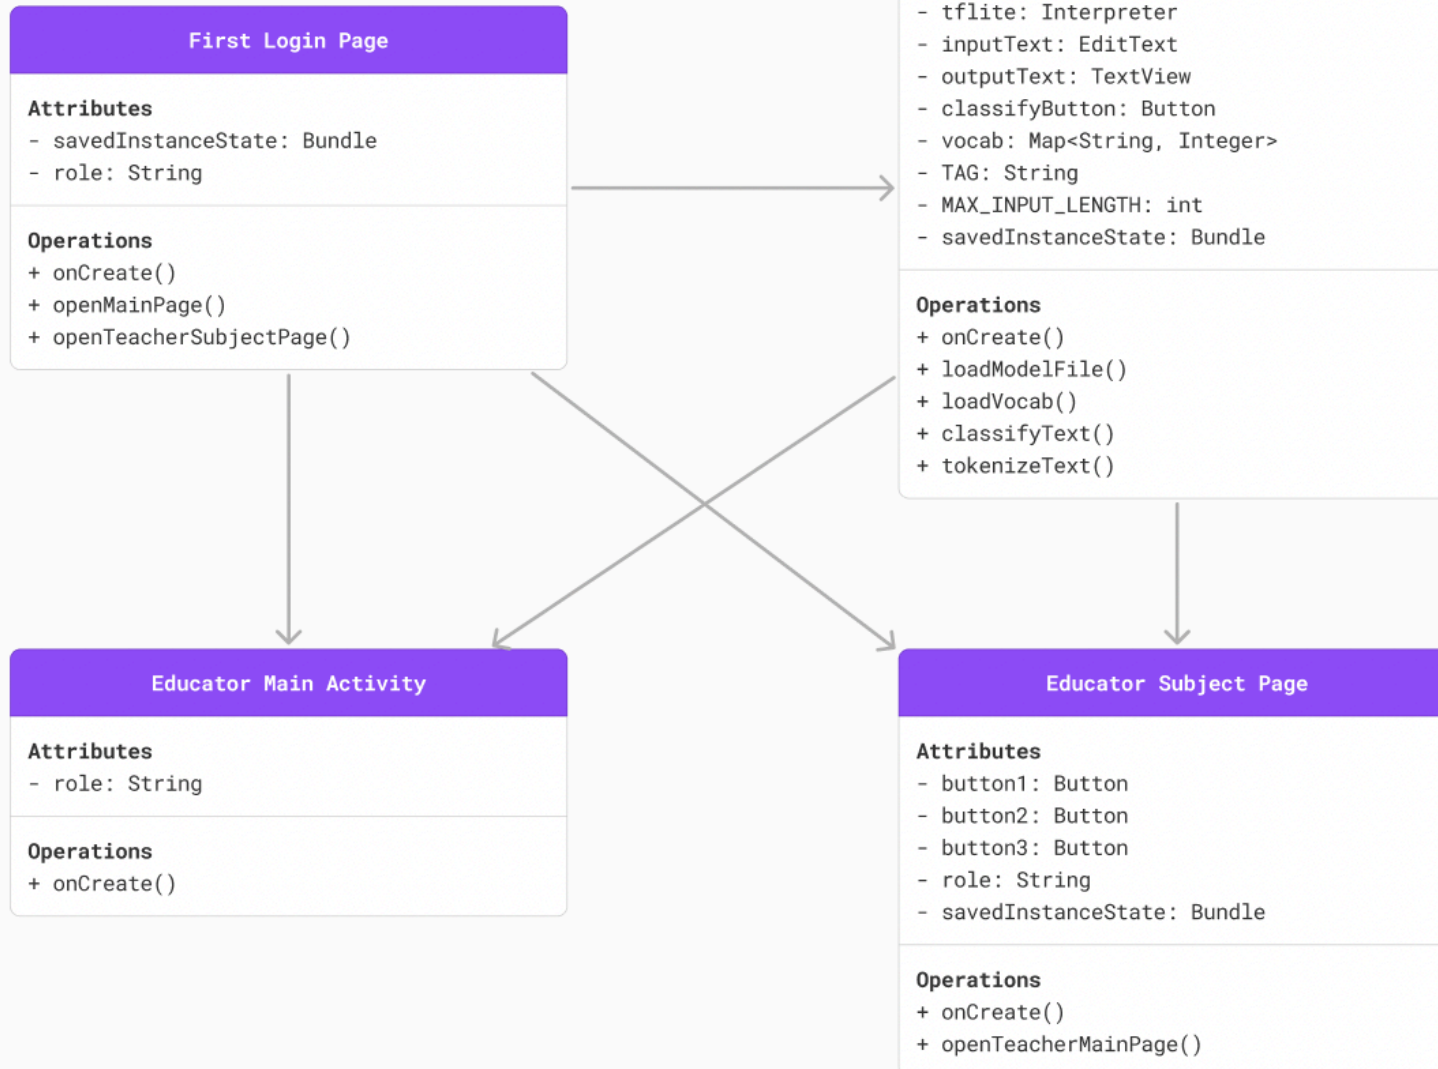 First Login Page
Attributes
- savedInstanceState: Bundle
- role: String
Operations
+ onCreate()
+ openMainPage()
+ openTeacherSubjectPage()
- tflite: Interpreter
- inputText: EditText
- outputText: TextView
- classifyButton: Button
- vocab: Map<String, Integer>
- TAG: String
- MAX_INPUT_LENGTH: int
- savedInstanceState: Bundle
Operations
+ onCreate()
+ loadModelFile()
+ loadVocab()
+ classifyText()
+ tokenizeText()
Educator Main Activity
Attributes
- role: String
Operations
+ onCreate()
Educator Subject Page
Attributes
- button1: Button
- button2: Button
- button3: Button
- role: String
- savedInstanceState: Bundle
Operations
+ onCreate()
+ openTeacherMainPage()